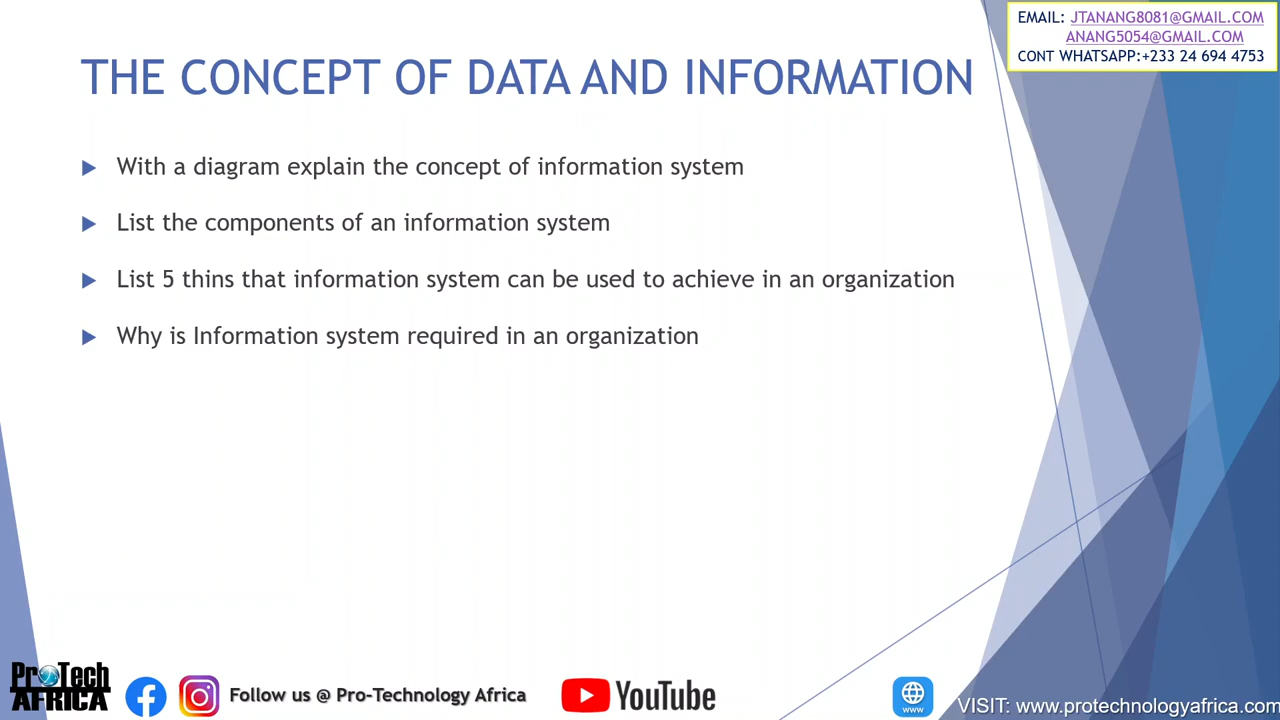 EMAIL: JTANANG8081@GMAIL.COM
ANANG5054@GMAIL.COM
CONT WHATSAPP:+233 24 694 4753
THE CONCEPT OF DATA AND INFORMATION
With a diagram explain the concept of information system
List the components of an information system
List 5 thins that information system can be used to achieve in an organization
Why is Information system required in an organization
ProTech
AFRICA
Follow us @ Pro-Technology Africa
YouTube
www
VISIT: www.protechnologyafrica.com